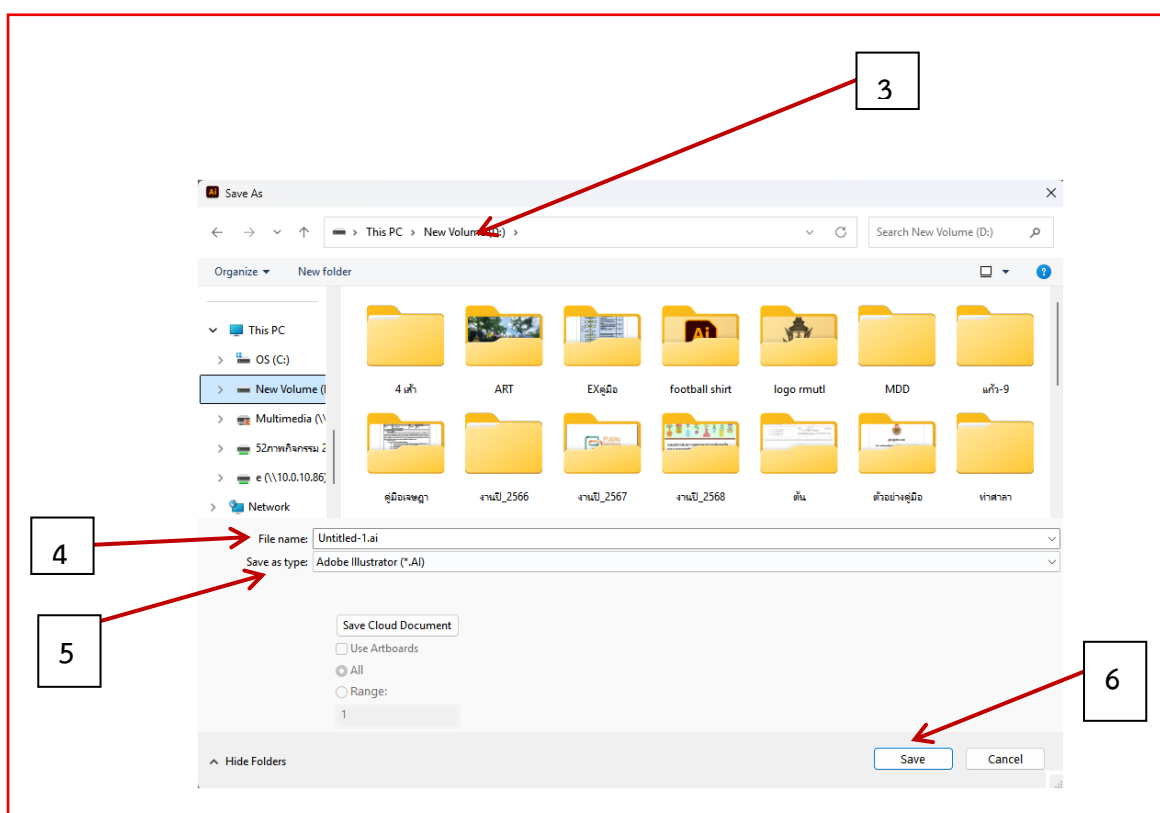 3
Ai Save As
This PC > New Volume (D:) >
Search New Volume (D:)
Organize
New folder
?
This PC
OS (C:)
New Volume (
Multimedia (\\
52ภาพกิจกรรม 2
e (\\10.0.10.86)
Network
Ai
4 เศ้า
ART
EXคู่มือ
football shirt
logo rmutl
MDD
แก้ว-9
Public
คู่มือเจษฎา
งานปี_2566
งานปี_2567
งานปี_2568
ต้น
ตัวอย่างคู่มือ
ท่าศาลา
4
File name: Untitled-1.ai
Save as type: Adobe Illustrator (*.AI)
5
Save Cloud Document
Use Artboards
All
Range:
1
6
Hide Folders
Save
Cancel